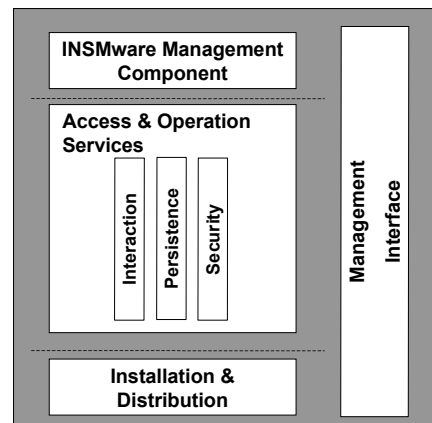 INSMware Management
Component
Access & Operation
Services
Interaction
Persistence
Security
Installation &
Distribution
Management
Interface